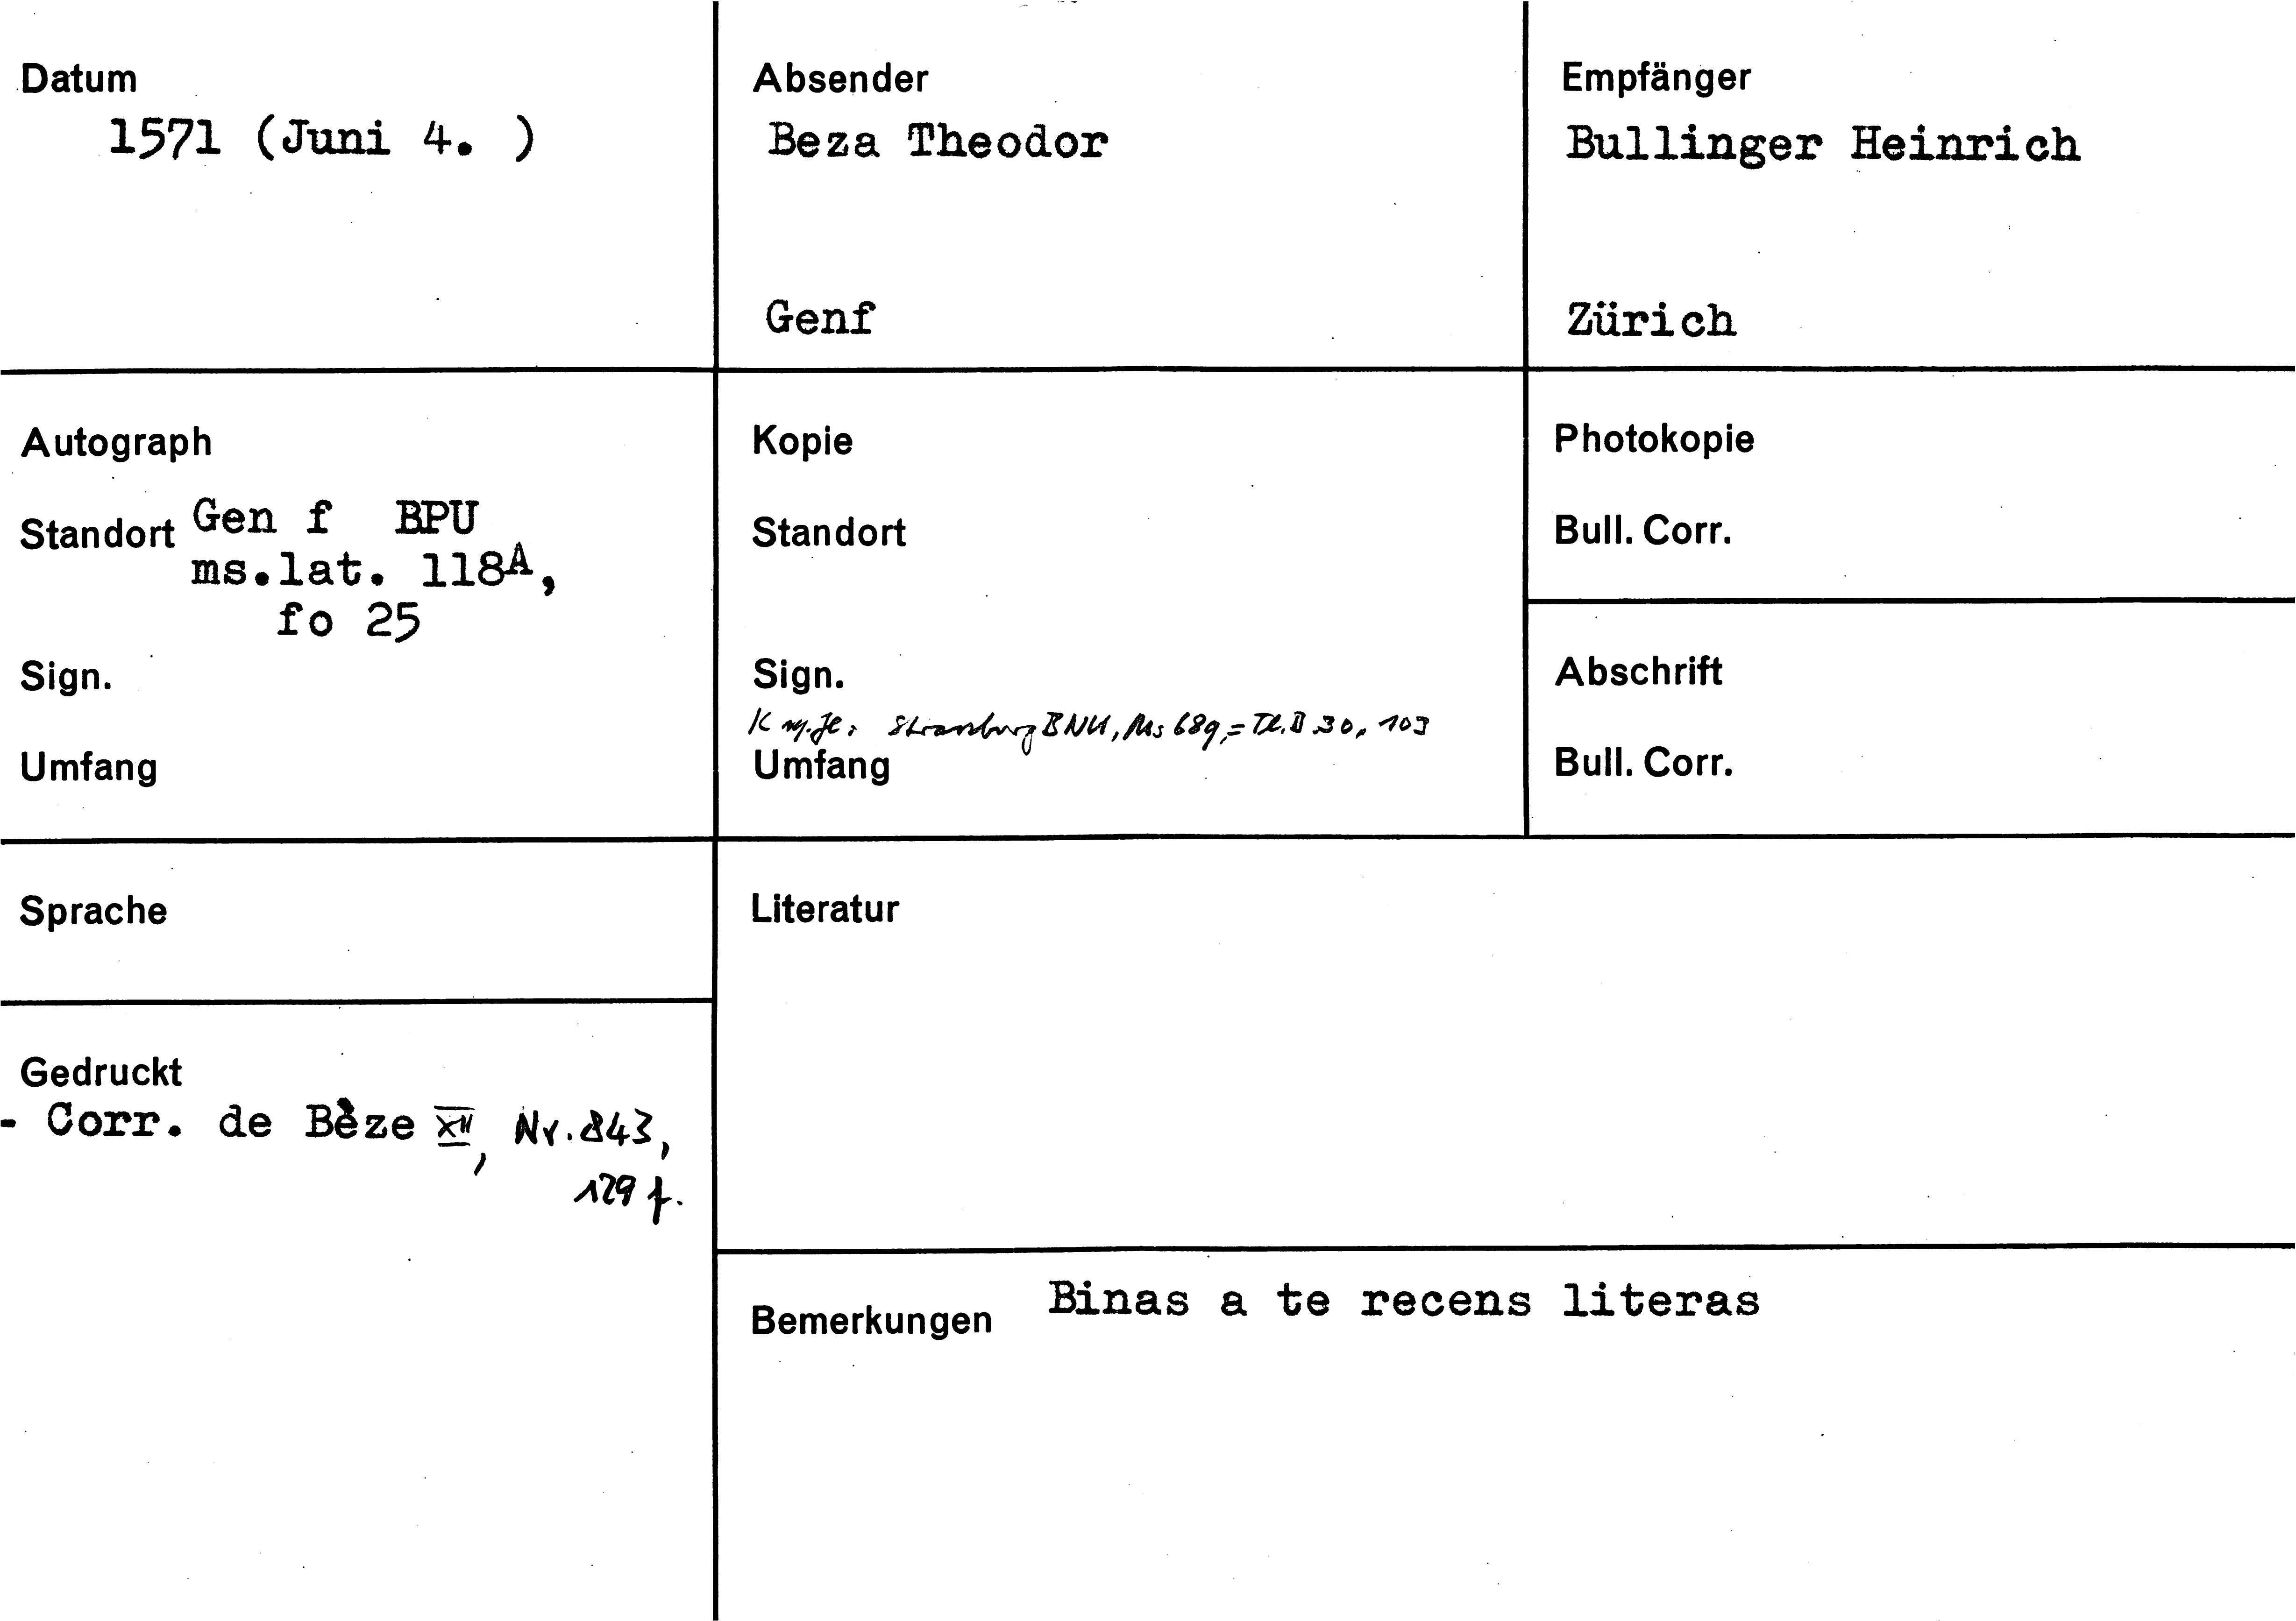 Datum
1571 (Juni 4. )
Absender
Beza Theodor
Genf
Empfänger
Bullinger Heinrich
Zürich
Autograph
Standort Gen f BPU
ms.lat. 118A,
fo 25
Sign.
Umfang
Kopie
Standort
Sign.
Strassburg BNU, Ms 689, = Th. B 30, 103
Umfang
Photokopie
Bull. Corr.
Abschrift
Bull. Corr.
Sprache
Literatur
Gedruckt
- Corr. de Bèze XII, Nr. 843,
129 f.
Bemerkungen Binas a te recens literas